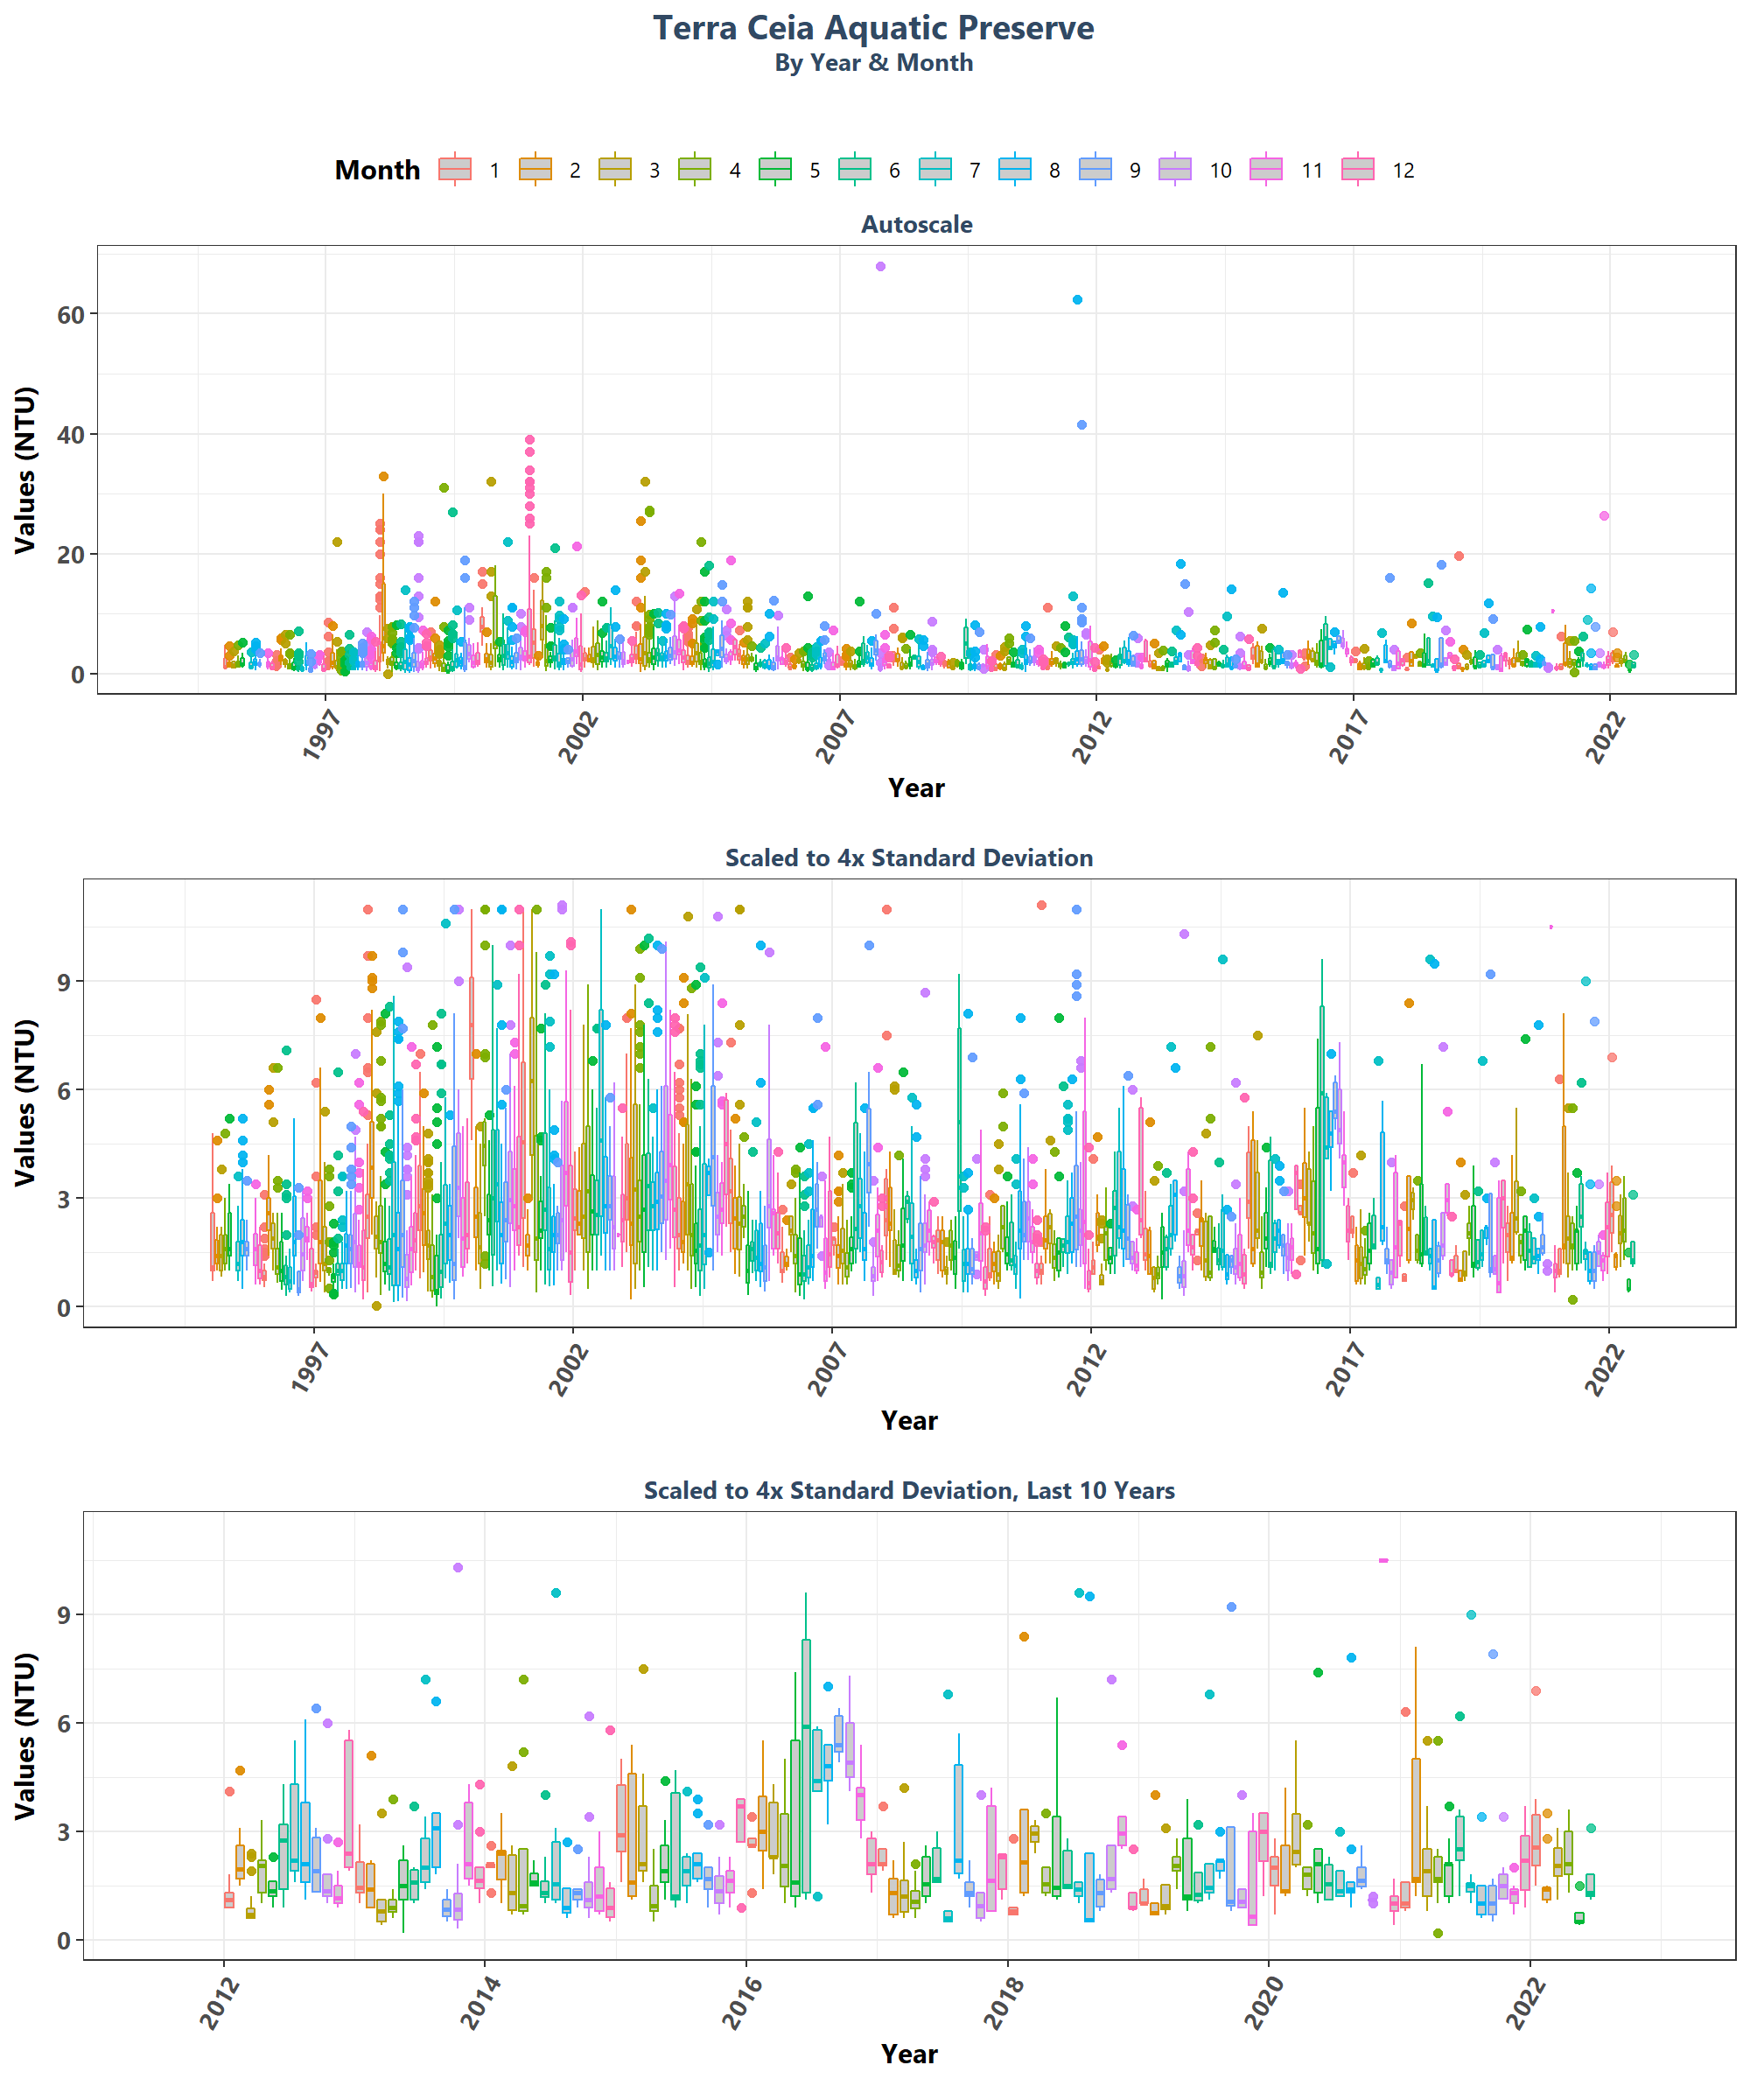 Terra Ceia Aquatic Preserve
By Year & Month
Month 1 2 3 4 5 6 7 8 9 10 11 12
Autoscale
Values (NTU)
60
40
20
0
1997 2002 2007 2012 2017 2022
Year
Scaled to 4x Standard Deviation
Values (NTU)
9
6
3
0
1997 2002 2007 2012 2017 2022
Year
Scaled to 4x Standard Deviation, Last 10 Years
Values (NTU)
9
6
3
0
2012 2014 2016 2018 2020 2022
Year